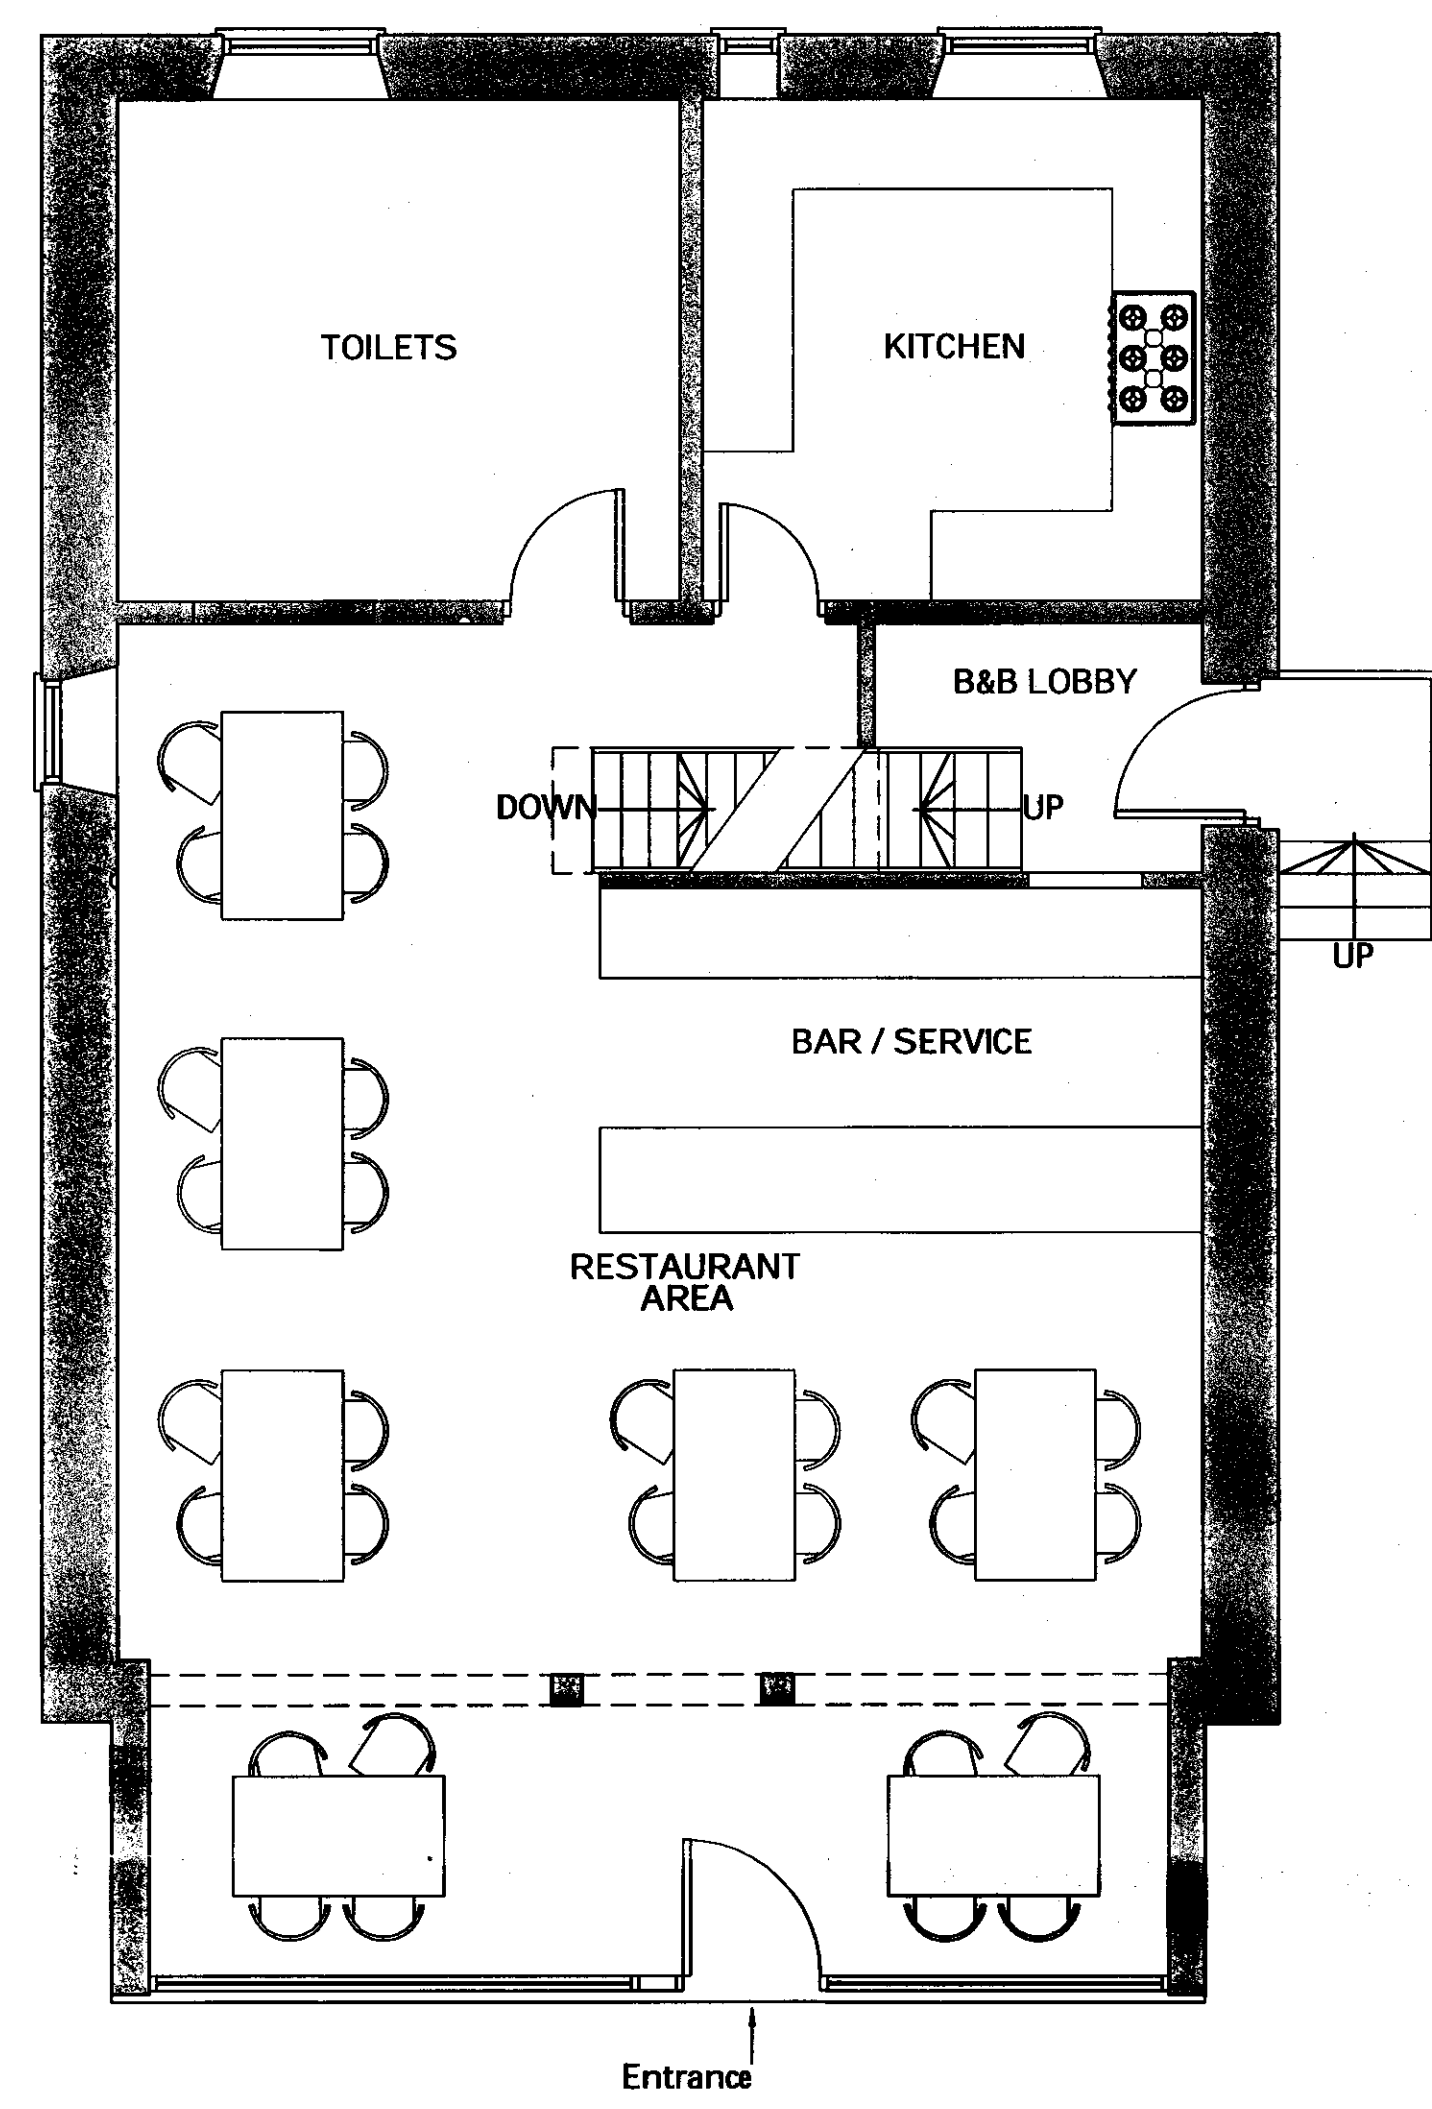 TOILETS
KITCHEN
B&B LOBBY
DOWN
UP
UP
BAR / SERVICE
RESTAURANT
AREA
Entrance